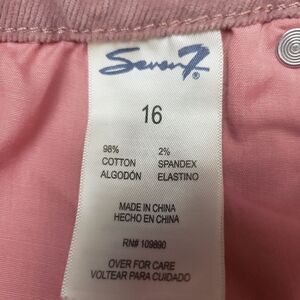 Seven7®
16
98% 2%
COTTON SPANDEX
ALGODÓN ELASTINO
MADE IN CHINA
HECHO EN CHINA
RN# 109890
OVER FOR CARE
VOLTEAR PARA CUIDADO